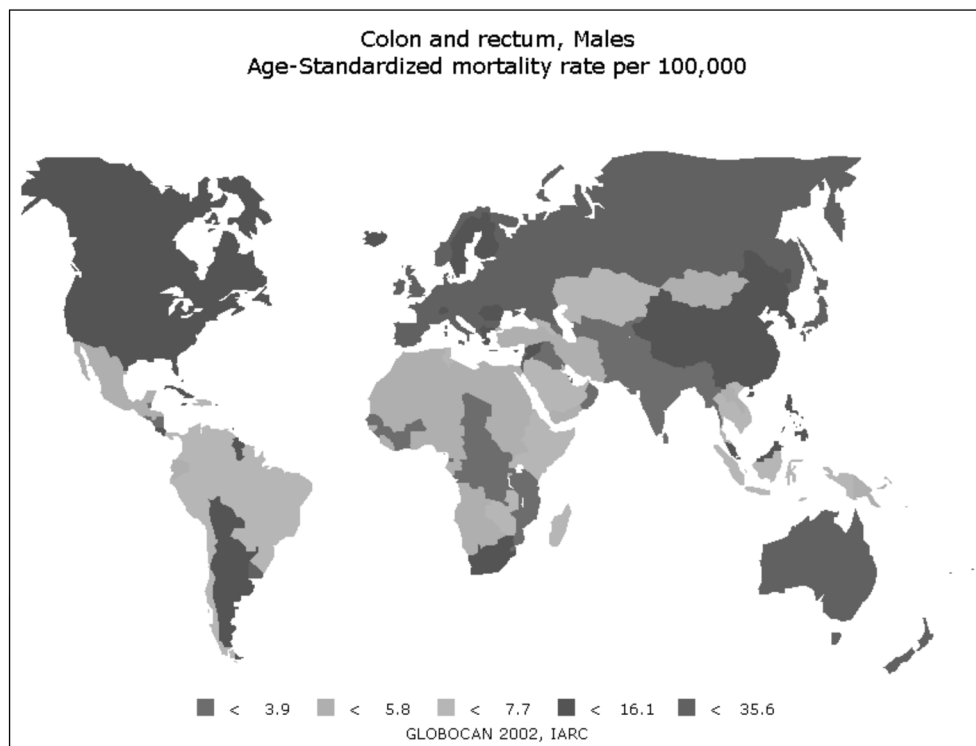 Colon and rectum, Males
Age-Standardized mortality rate per 100,000
< 3.9 < 5.8 < 7.7 < 16.1 < 35.6
GLOBOCAN 2002, IARC